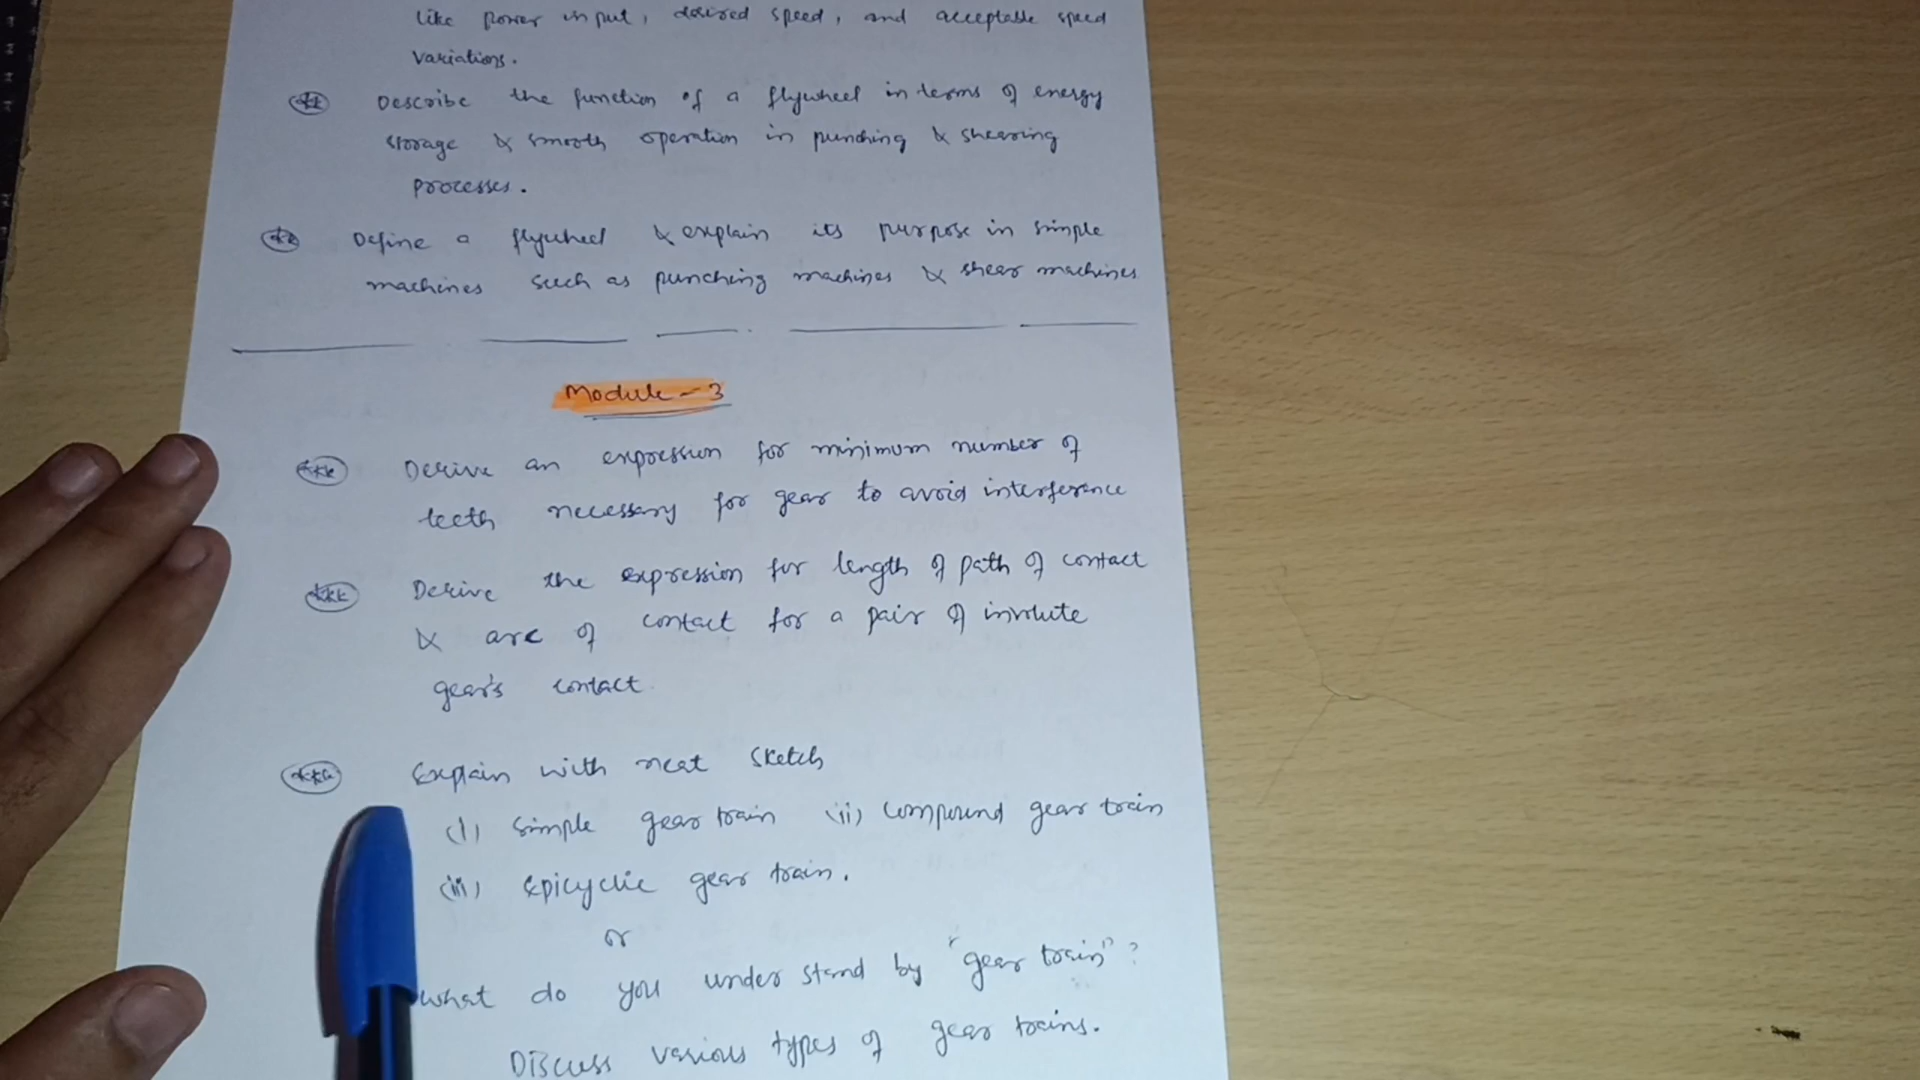 like power input, desired speed, and acceptable speed
variations.
** Describe the function of a flywheel in terms of energy
storage & smooth operation in punching & shearing
processes.
** Define a flywheel & explain its purpose in simple
machines such as punching machines & shear machines
Module - 3
*** Derive an expression for minimum number of
teeth necessary for gear to avoid interference
*** Derive the expression for length of path of contact
& arc of contact for a pair of involute
gear's contact
*** Explain with neat sketch
(i) simple gear train (ii) compound gear train
(iii) Epicyclic gear train.
or
what do you understand by "gear train"?
Discuss various types of gear trains.